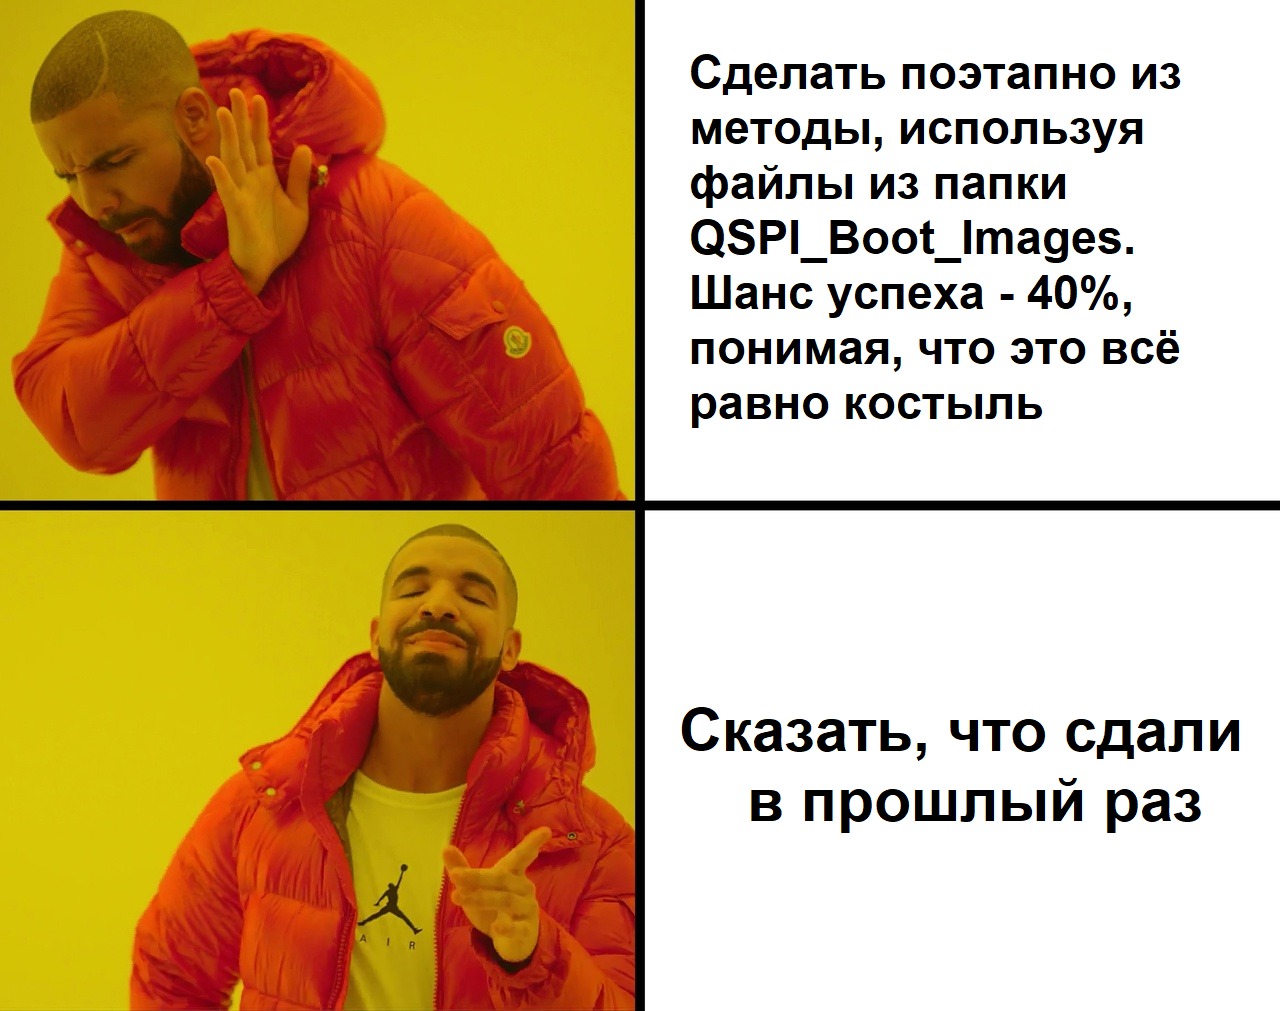 Сделать поэтапно из
методы, используя
файлы из папки
QSPI_Boot_Images.
Шанс успеха - 40%,
понимая, что это всё
равно костыль
Сказать, что сдали
в прошлый раз
AIR